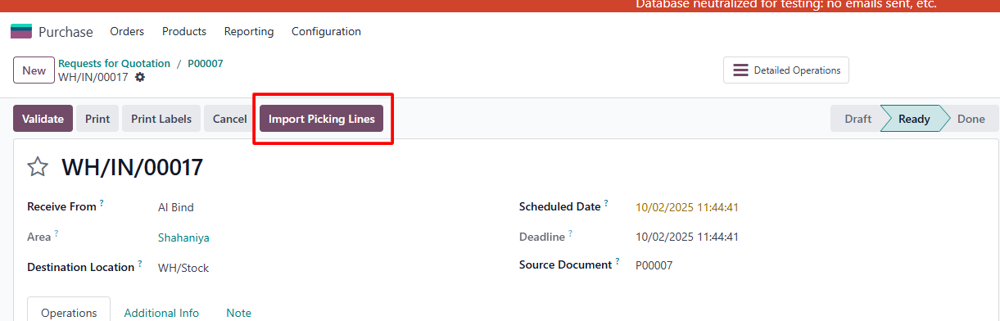 Database neutralized for testing: no emails sent, etc.
Purchase Orders Products Reporting Configuration
New
Requests for Quotation / P00007
WH/IN/00017
Detailed Operations
Validate Print Print Labels Cancel Import Picking Lines Draft Ready Done
WH/IN/00017
Receive From ? Al Bind Scheduled Date ? 10/02/2025 11:44:41
Area ? Shahaniya Deadline ? 10/02/2025 11:44:41
Destination Location ? WH/Stock Source Document ? P00007
Operations Additional Info Note